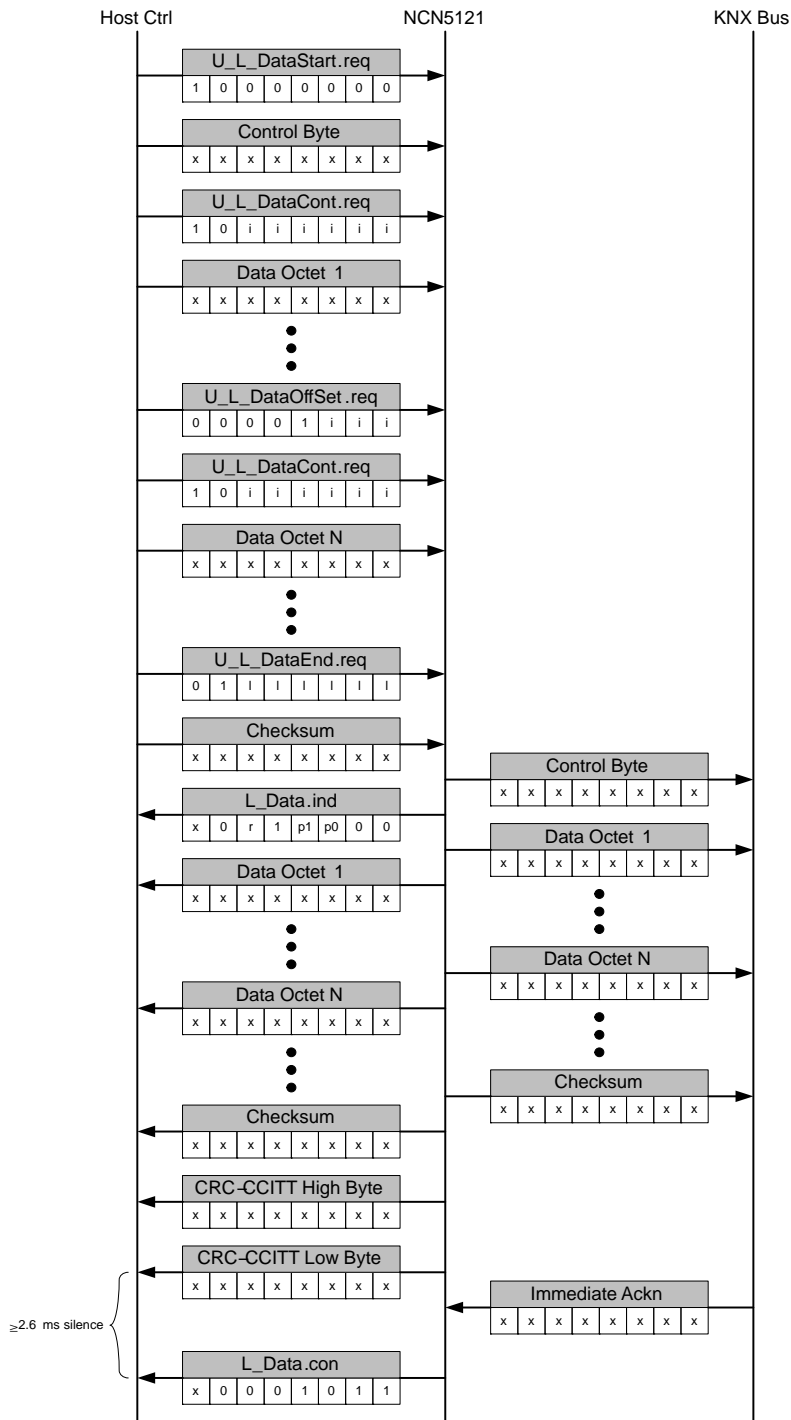 Host Ctrl NCN5121 KNX Bus
U_L_DataStart.req
1 0 0 0 0 0 0 0
Control Byte
x x x x x x x x
U_L_DataCont.req
1 0 i i i i i i
Data Octet 1
x x x x x x x x
U_L_DataOffSet.req
0 0 0 0 1 i i i
U_L_DataCont.req
1 0 i i i i i i
Data Octet N
x x x x x x x x
U_L_DataEnd.req
0 1 l l l l l l
Checksum
x x x x x x x x
Control Byte
x x x x x x x x
L_Data.ind
x 0 r 1 p1 p0 0 0
Data Octet 1
x x x x x x x x
Data Octet 1
x x x x x x x x
Data Octet N
x x x x x x x x
Data Octet N
x x x x x x x x
Checksum
x x x x x x x x
Checksum
x x x x x x x x
CRC-CCITT High Byte
x x x x x x x x
CRC-CCITT Low Byte
x x x x x x x x
Immediate Ackn
x x x x x x x x
≥2.6 ms silence
L_Data.con
x 0 0 0 1 0 1 1